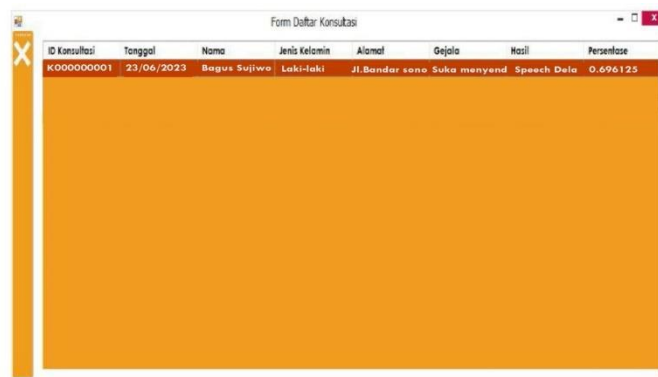 Form Daftar Konsultasi
ID Konsultasi Tanggal Nama Jenis Kelamin Alamat Gejala Hasil Persentase
K000000001 23/06/2023 Bagus Sujiwo Laki-laki Jl.Bandar sono Suka menyend Speech Dela 0.696125